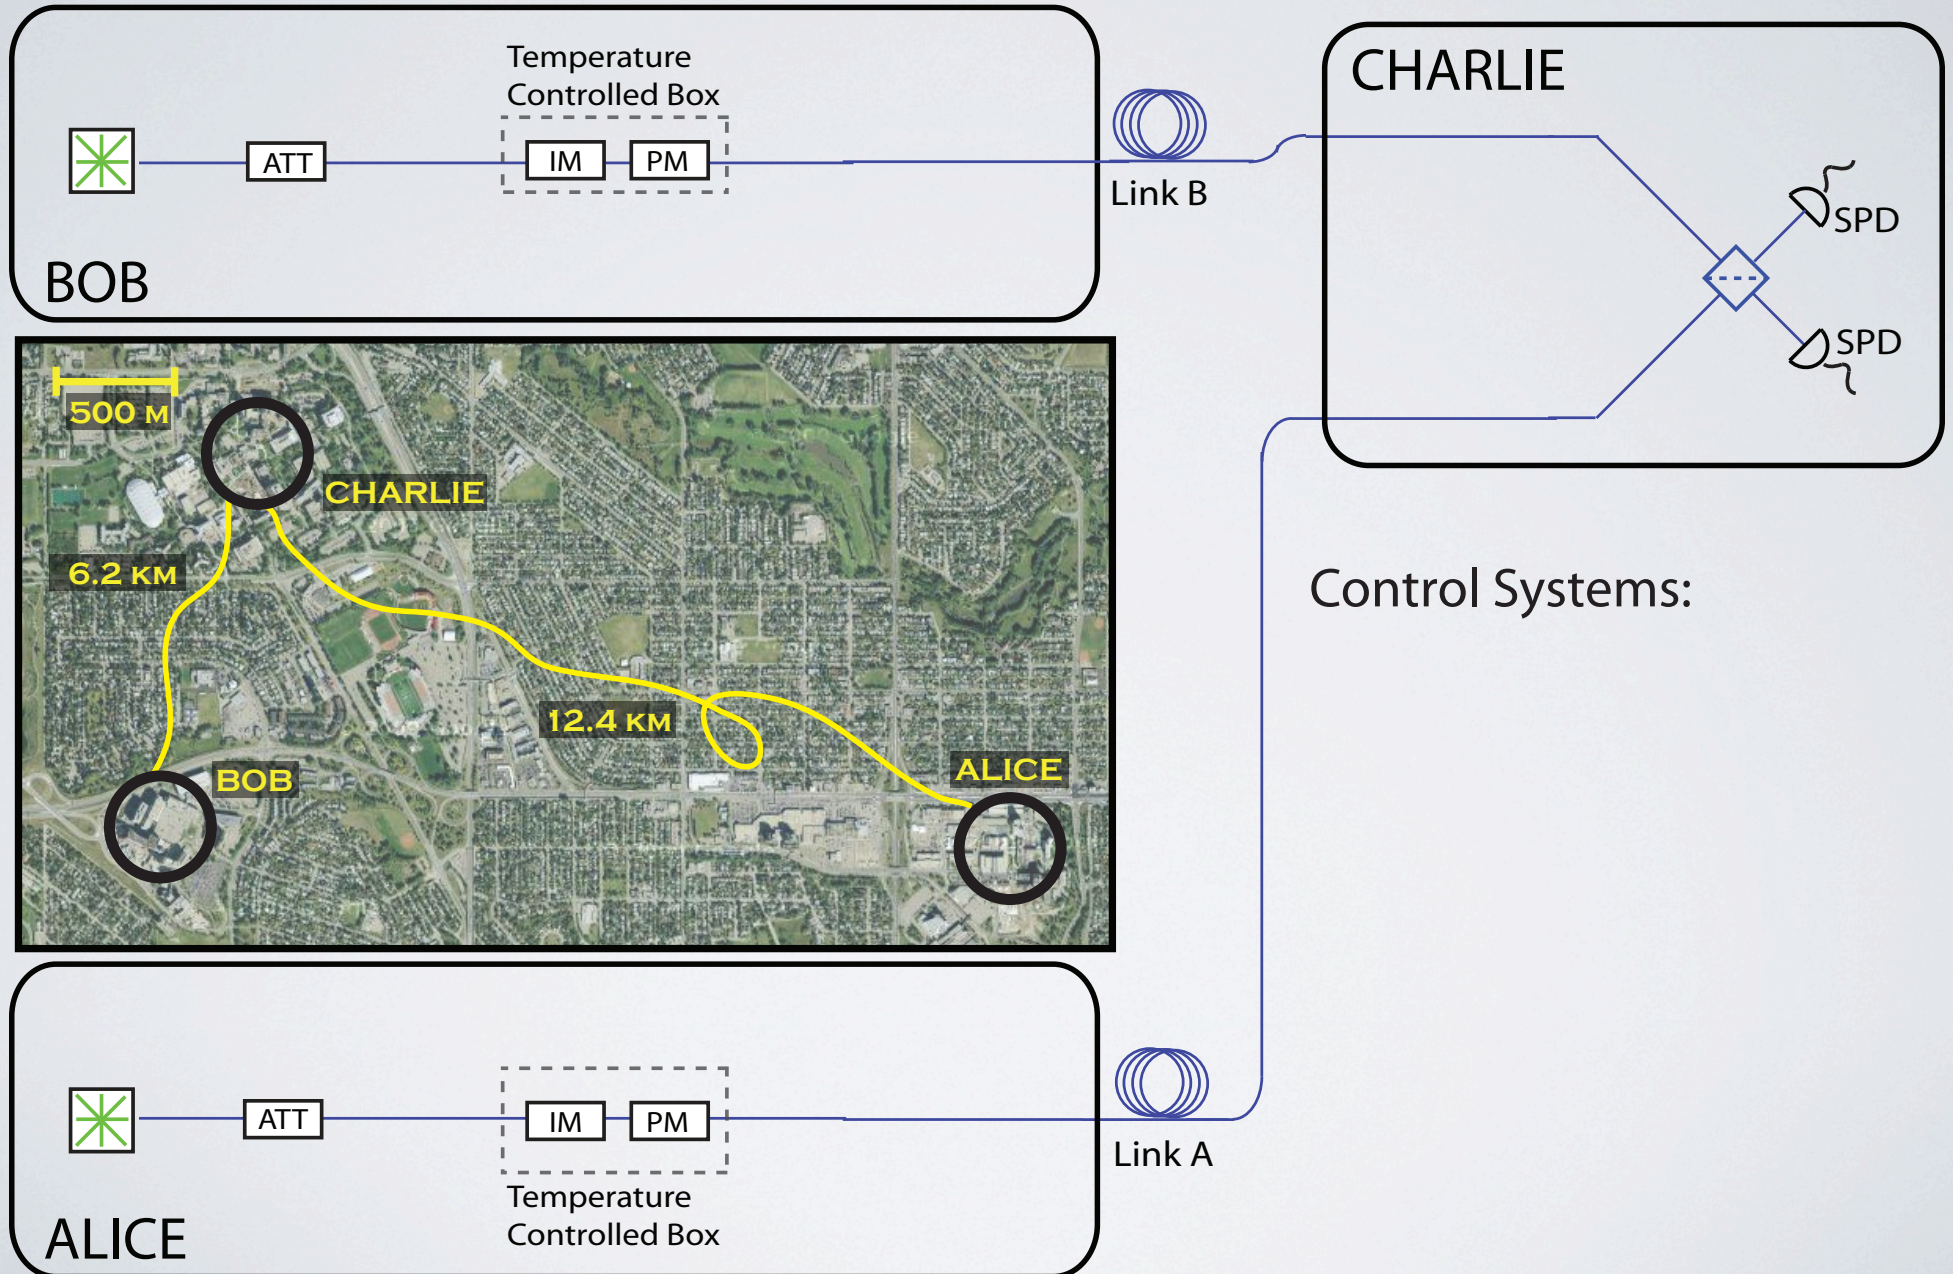 Temperature
Controlled Box
ATT
IM
PM
BOB
Link B
CHARLIE
SPD
SPD
500 M
CHARLIE
6.2 KM
12.4 KM
BOB
ALICE
Control Systems:
ATT
IM
PM
Temperature
Controlled Box
ALICE
Link A